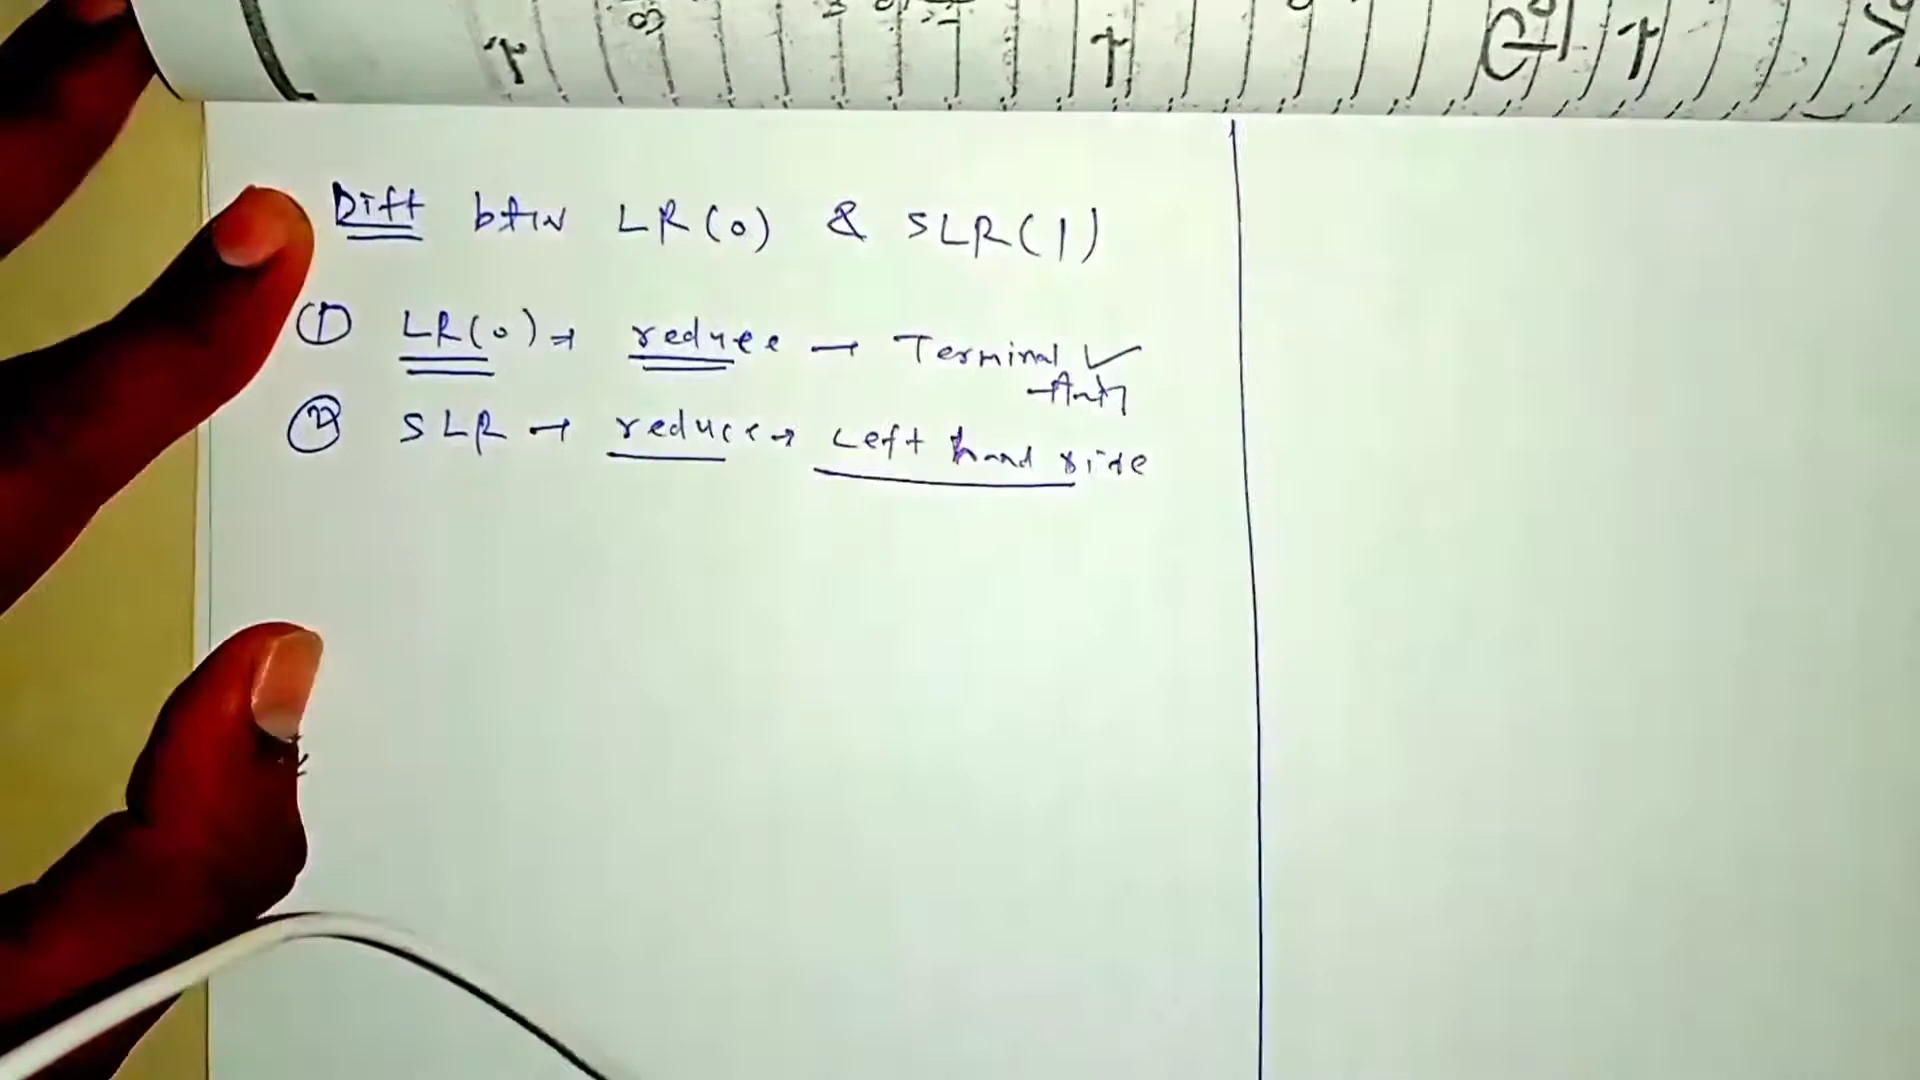 Diff btw LR(0) & SLR(1)
① LR(0) → reduce → Terminal ✓
② SLR → reduce → Left hand side